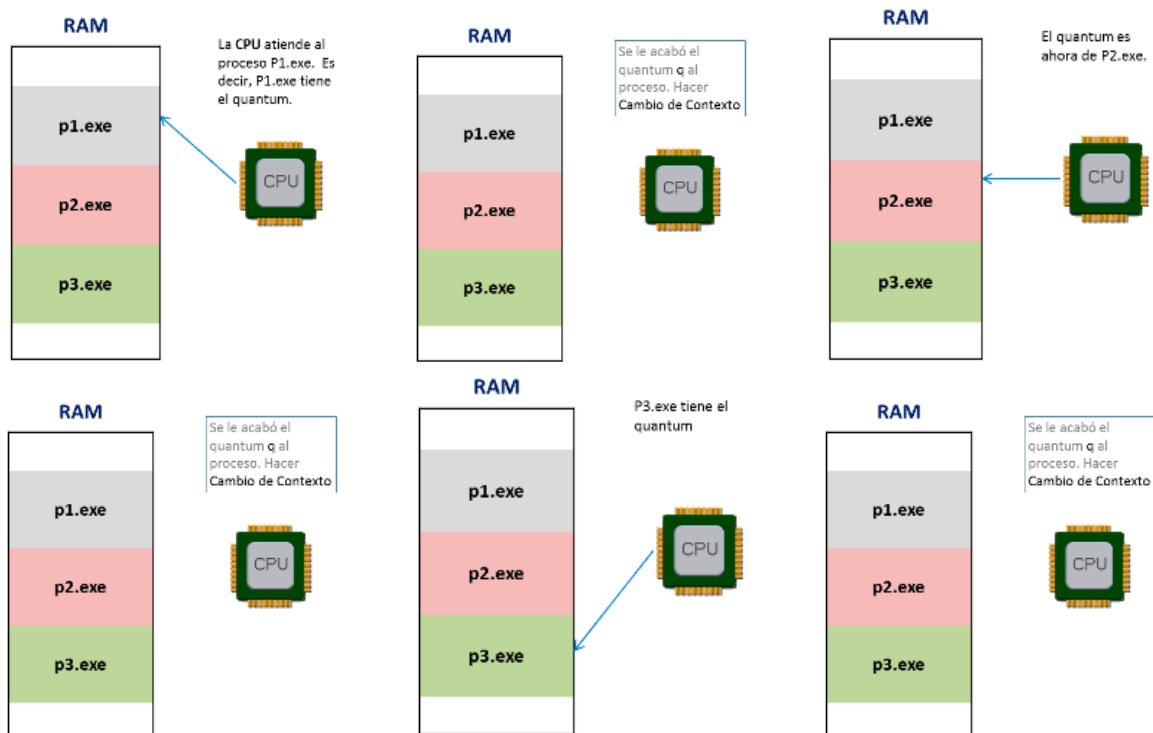 RAM
La CPU atiende al
proceso P1.exe. Es
decir, P1.exe tiene
el quantum.
p1.exe
p2.exe
p3.exe
CPU
RAM
Se le acabó el
quantum q al
proceso. Hacer
Cambio de Contexto
p1.exe
p2.exe
p3.exe
CPU
RAM
El quantum es
ahora de P2.exe.
p1.exe
p2.exe
p3.exe
CPU
RAM
Se le acabó el
quantum q al
proceso. Hacer
Cambio de Contexto
p1.exe
p2.exe
p3.exe
CPU
RAM
P3.exe tiene el
quantum
p1.exe
p2.exe
p3.exe
CPU
RAM
Se le acabó el
quantum q al
proceso. Hacer
Cambio de Contexto
p1.exe
p2.exe
p3.exe
CPU